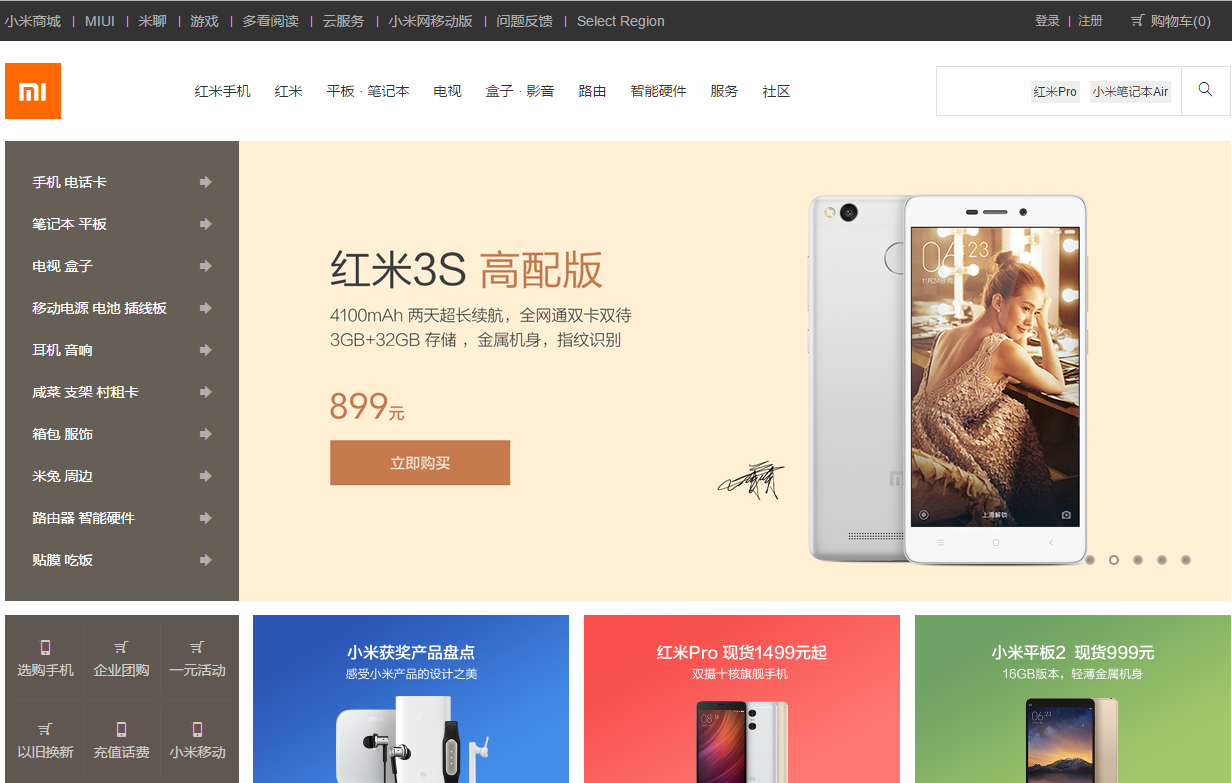 小米商城 | MIUI | 米聊 | 游戏 | 多看阅读 | 云服务 | 小米网移动版 | 问题反馈 | Select Region 登录 | 注册 购物车(0)
mi 红米手机 红米 平板 · 笔记本 电视 盒子 · 影音 路由 智能硬件 服务 社区 红米Pro 小米笔记本Air
手机 电话卡
笔记本 平板
电视 盒子
移动电源 电池 插线板
耳机 音响
咸菜 支架 村粗卡
箱包 服饰
米兔 周边
路由器 智能硬件
贴膜 吃饭
红米3S 高配版
4100mAh 两天超长续航，全网通双卡双待
3GB+32GB 存储 ，金属机身，指纹识别
899元
立即购买
04:23
mi
选购手机 企业团购 一元活动
以旧换新 充值话费 小米移动
小米获奖产品盘点
感受小米产品的设计之美
红米Pro 现货1499元起
双摄十核旗舰手机
08:16
小米平板2 现货999元
16GB版本，轻薄金属机身
06:23